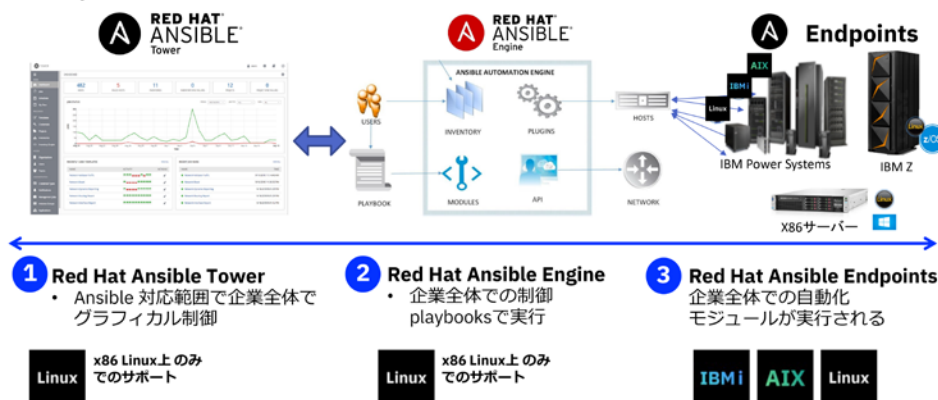 RED HAT
ANSIBLE
Tower
RED HAT
ANSIBLE
Engine
Endpoints
ANSIBLE AUTOMATION ENGINE
USERS
INVENTORY
PLUGINS
HOSTS
PLAYBOOK
MODULES
API
NETWORK
AIX
IBMi
Linux
IBM Power Systems
Linux
z/OS
IBM Z
Linux
X86サーバー
1 Red Hat Ansible Tower
• Ansible 対応範囲で企業全体で
グラフィカル制御
Linux
x86 Linux上 のみ
でのサポート
2 Red Hat Ansible Engine
• 企業全体での制御
playbooksで実行
Linux
x86 Linux上 のみ
でのサポート
3 Red Hat Ansible Endpoints
企業全体での自動化
モジュールが実行される
IBMi
AIX
Linux